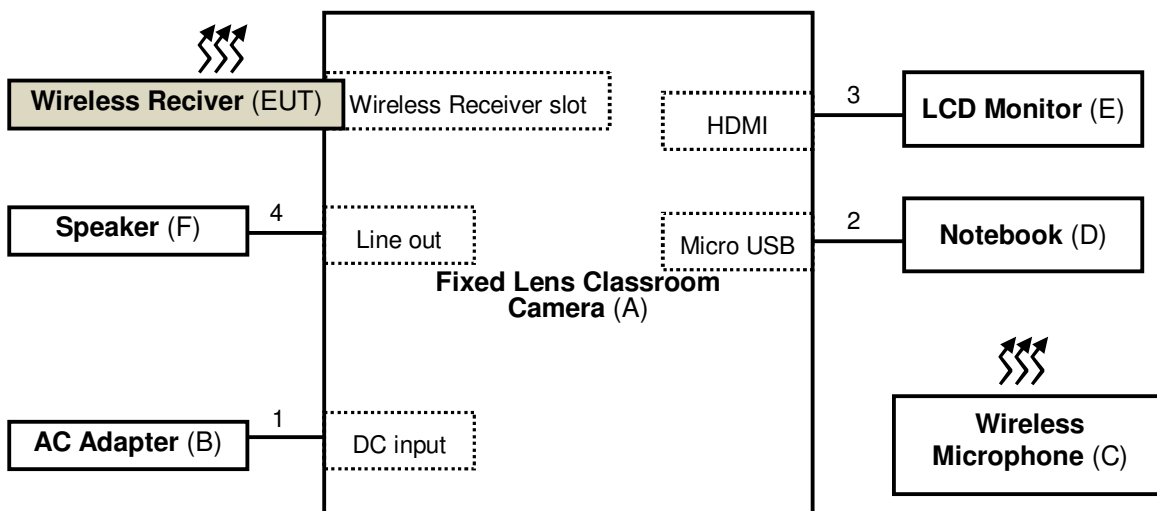 Wireless Reciver (EUT)
Wireless Receiver slot
HDMI
3
LCD Monitor (E)
Speaker (F)
4
Line out
Micro USB
2
Notebook (D)
Fixed Lens Classroom
Camera (A)
AC Adapter (B)
1
DC input
Wireless
Microphone (C)